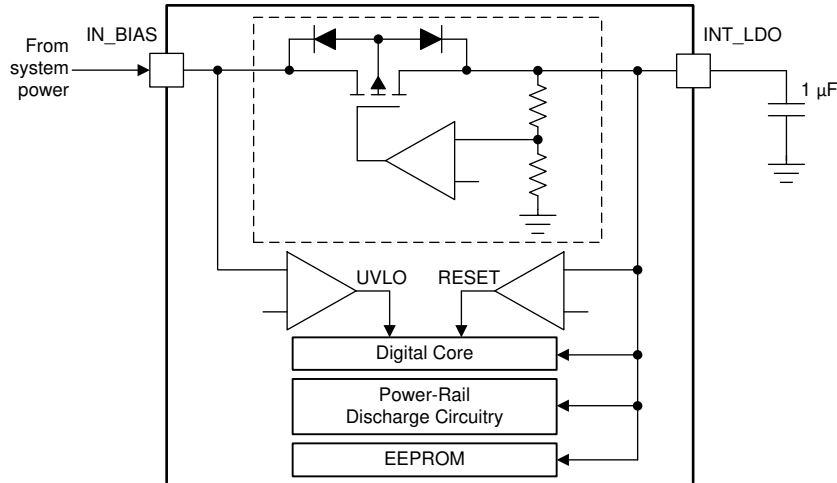 From
system
power
IN_BIAS
INT_LDO
1 µF
UVLO
RESET
Digital Core
Power-Rail
Discharge Circuitry
EEPROM